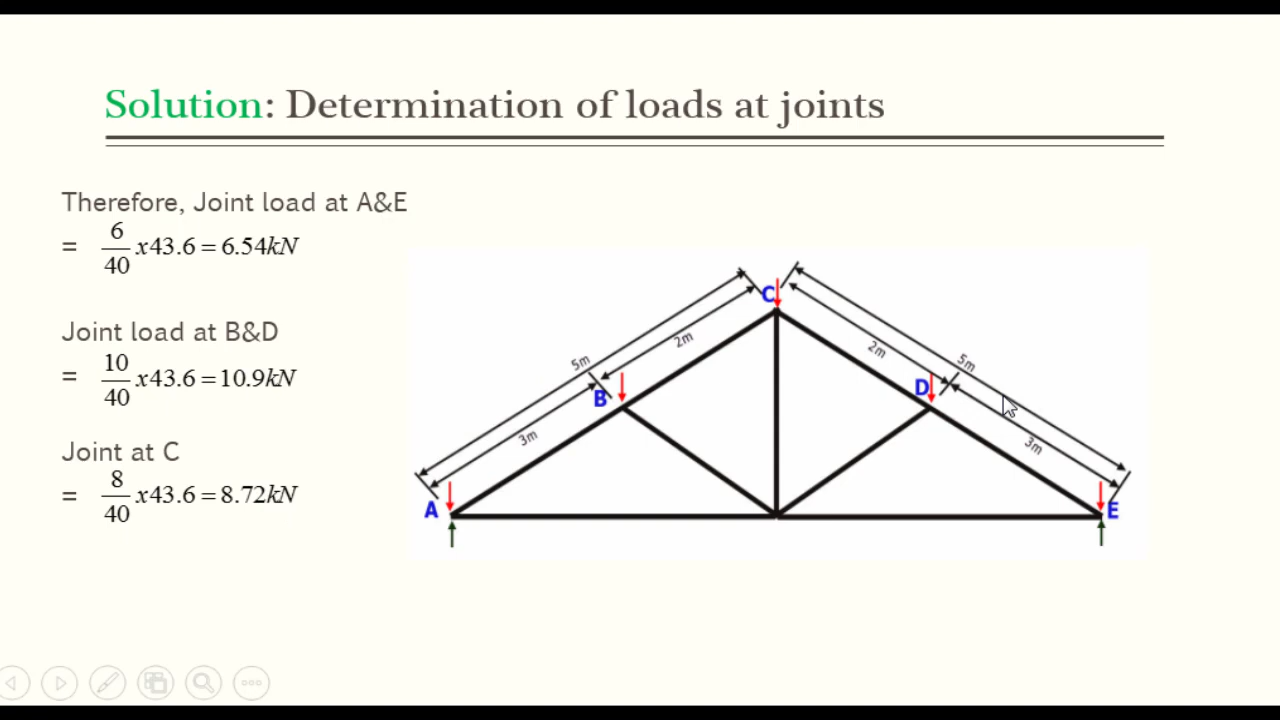 Solution: Determination of loads at joints
Therefore, Joint load at A&E
= 6/40 x43.6=6.54kN
Joint load at B&D
= 10/40 x43.6=10.9kN
Joint at C
= 8/40 x43.6=8.72kN
C
5m
2m
2m
5m
B
D
3m
3m
A
E